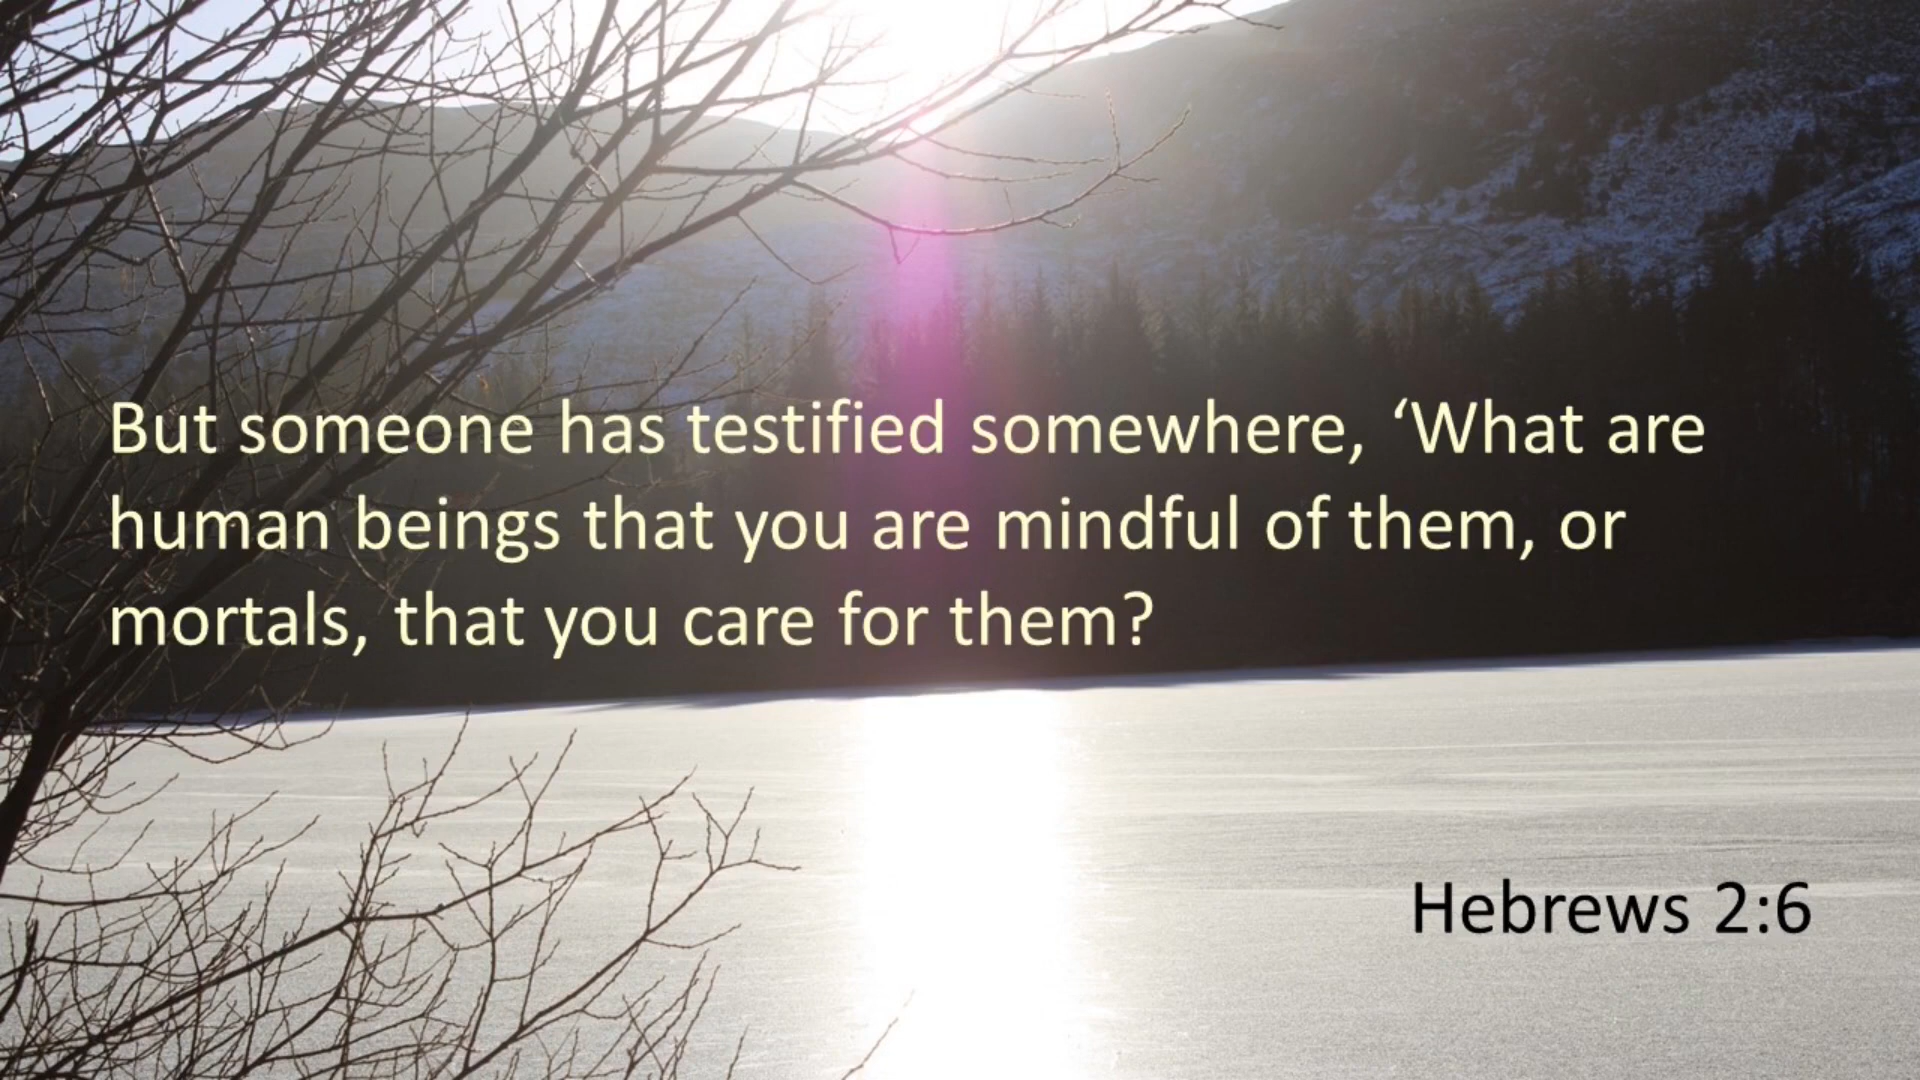 But someone has testified somewhere, ‘What are
human beings that you are mindful of them, or
mortals, that you care for them?
Hebrews 2:6